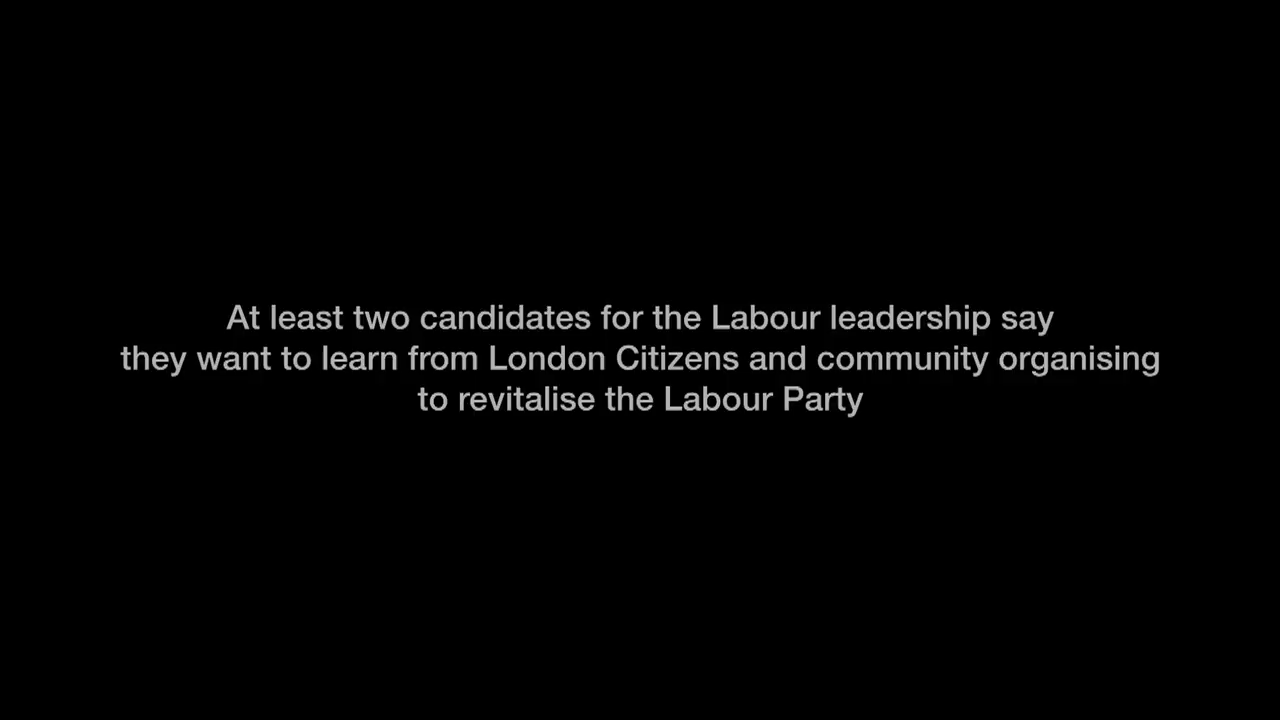 At least two candidates for the Labour leadership say
they want to learn from London Citizens and community organising
to revitalise the Labour Party